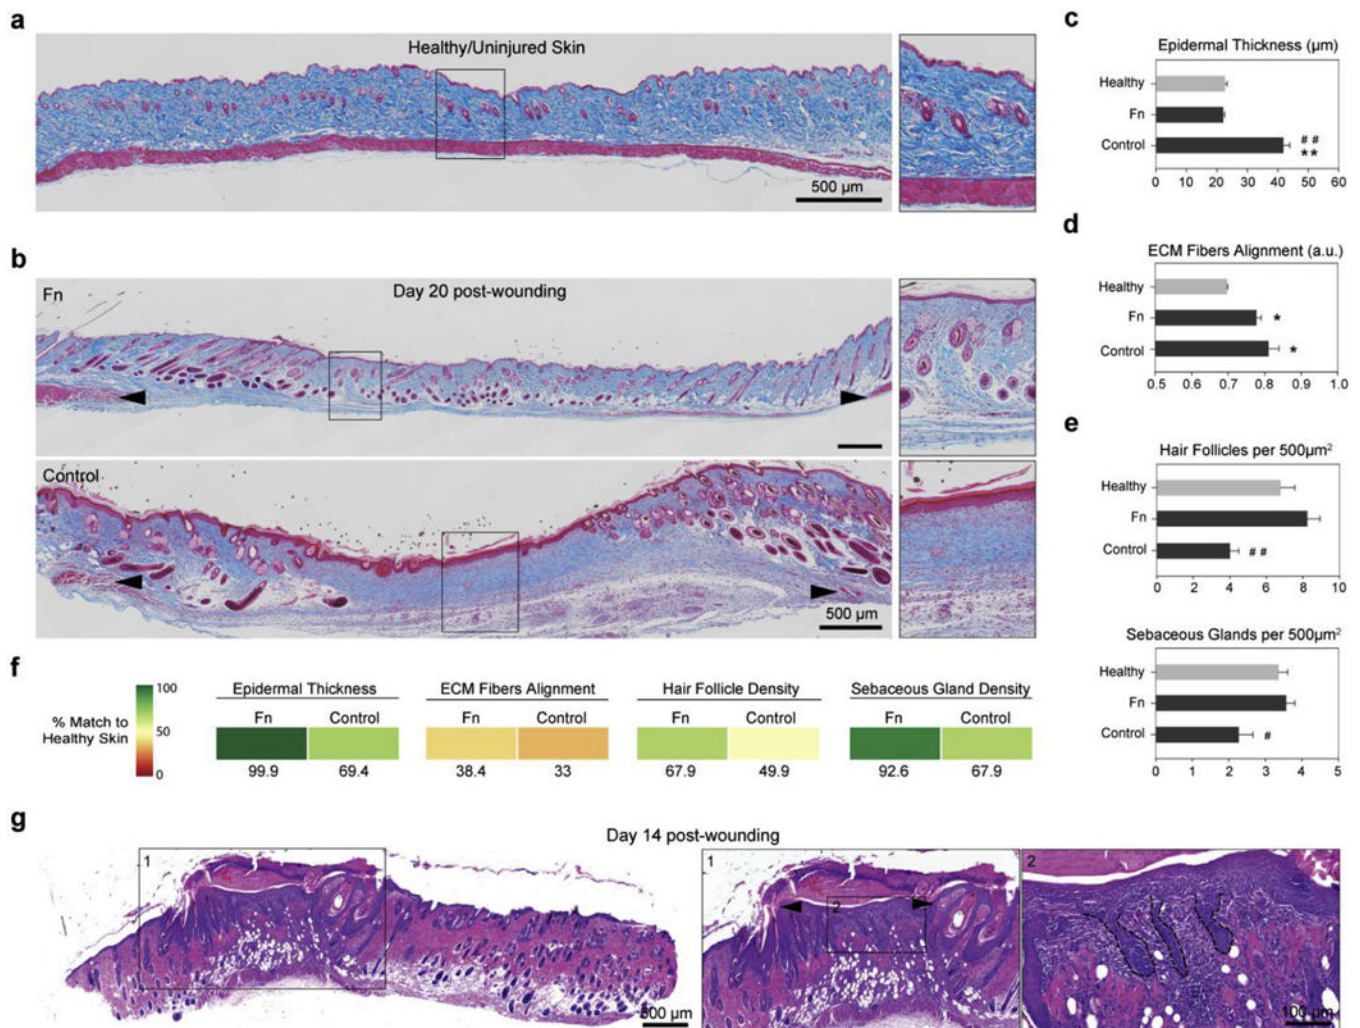 a
Healthy/Uninjured Skin
500 µm
b
Fn
Day 20 post-wounding
Control
500 µm
c
Epidermal Thickness (µm)
Healthy
Fn
Control
# #
**
0 10 20 30 40 50 60
d
ECM Fibers Alignment (a.u.)
Healthy
Fn
*
Control
*
0.5 0.6 0.7 0.8 0.9 1.0
e
Hair Follicles per 500µm²
Healthy
Fn
Control
# #
0 2 4 6 8 10
Sebaceous Glands per 500µm²
Healthy
Fn
Control
#
0 1 2 3 4 5
f
% Match to
Healthy Skin
100
50
0
Epidermal Thickness
Fn Control
99.9 69.4
ECM Fibers Alignment
Fn Control
38.4 33
Hair Follicle Density
Fn Control
67.9 49.9
Sebaceous Gland Density
Fn Control
92.6 67.9
g
Day 14 post-wounding
1
500 µm
1
2
2
100 µm